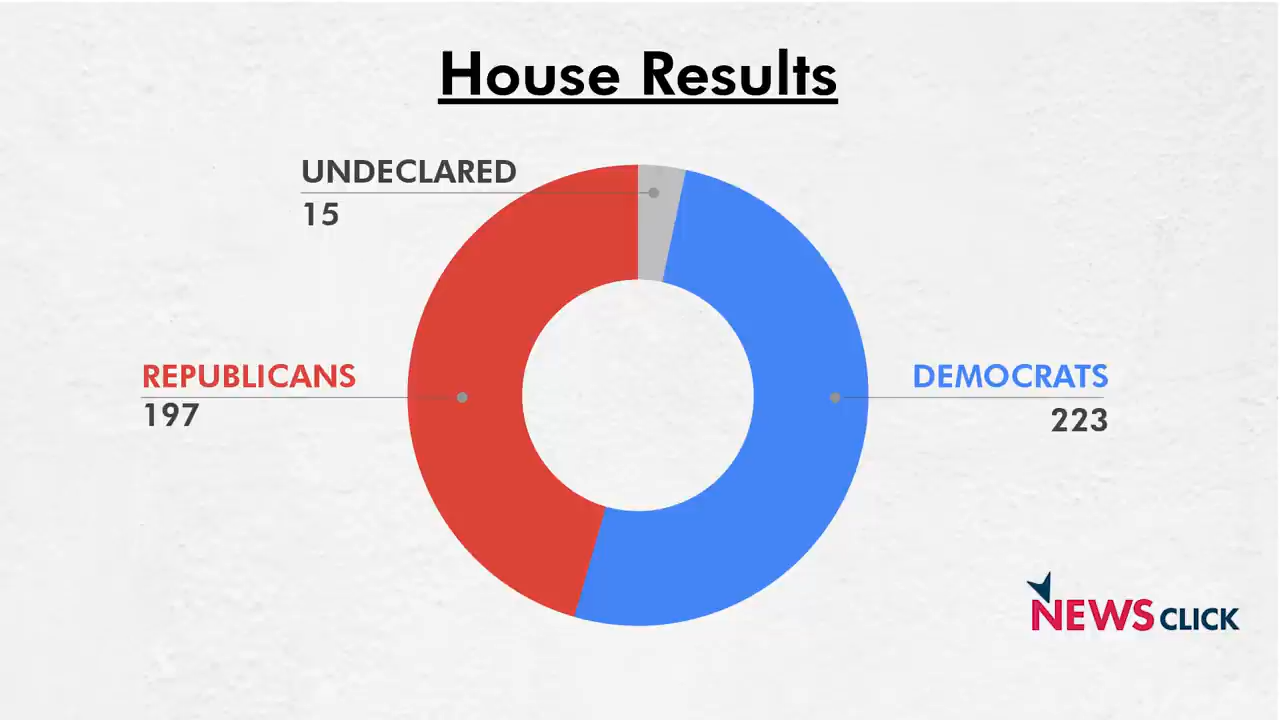 House Results
UNDECLARED
15
REPUBLICANS
197
DEMOCRATS
223
NEWS CLICK